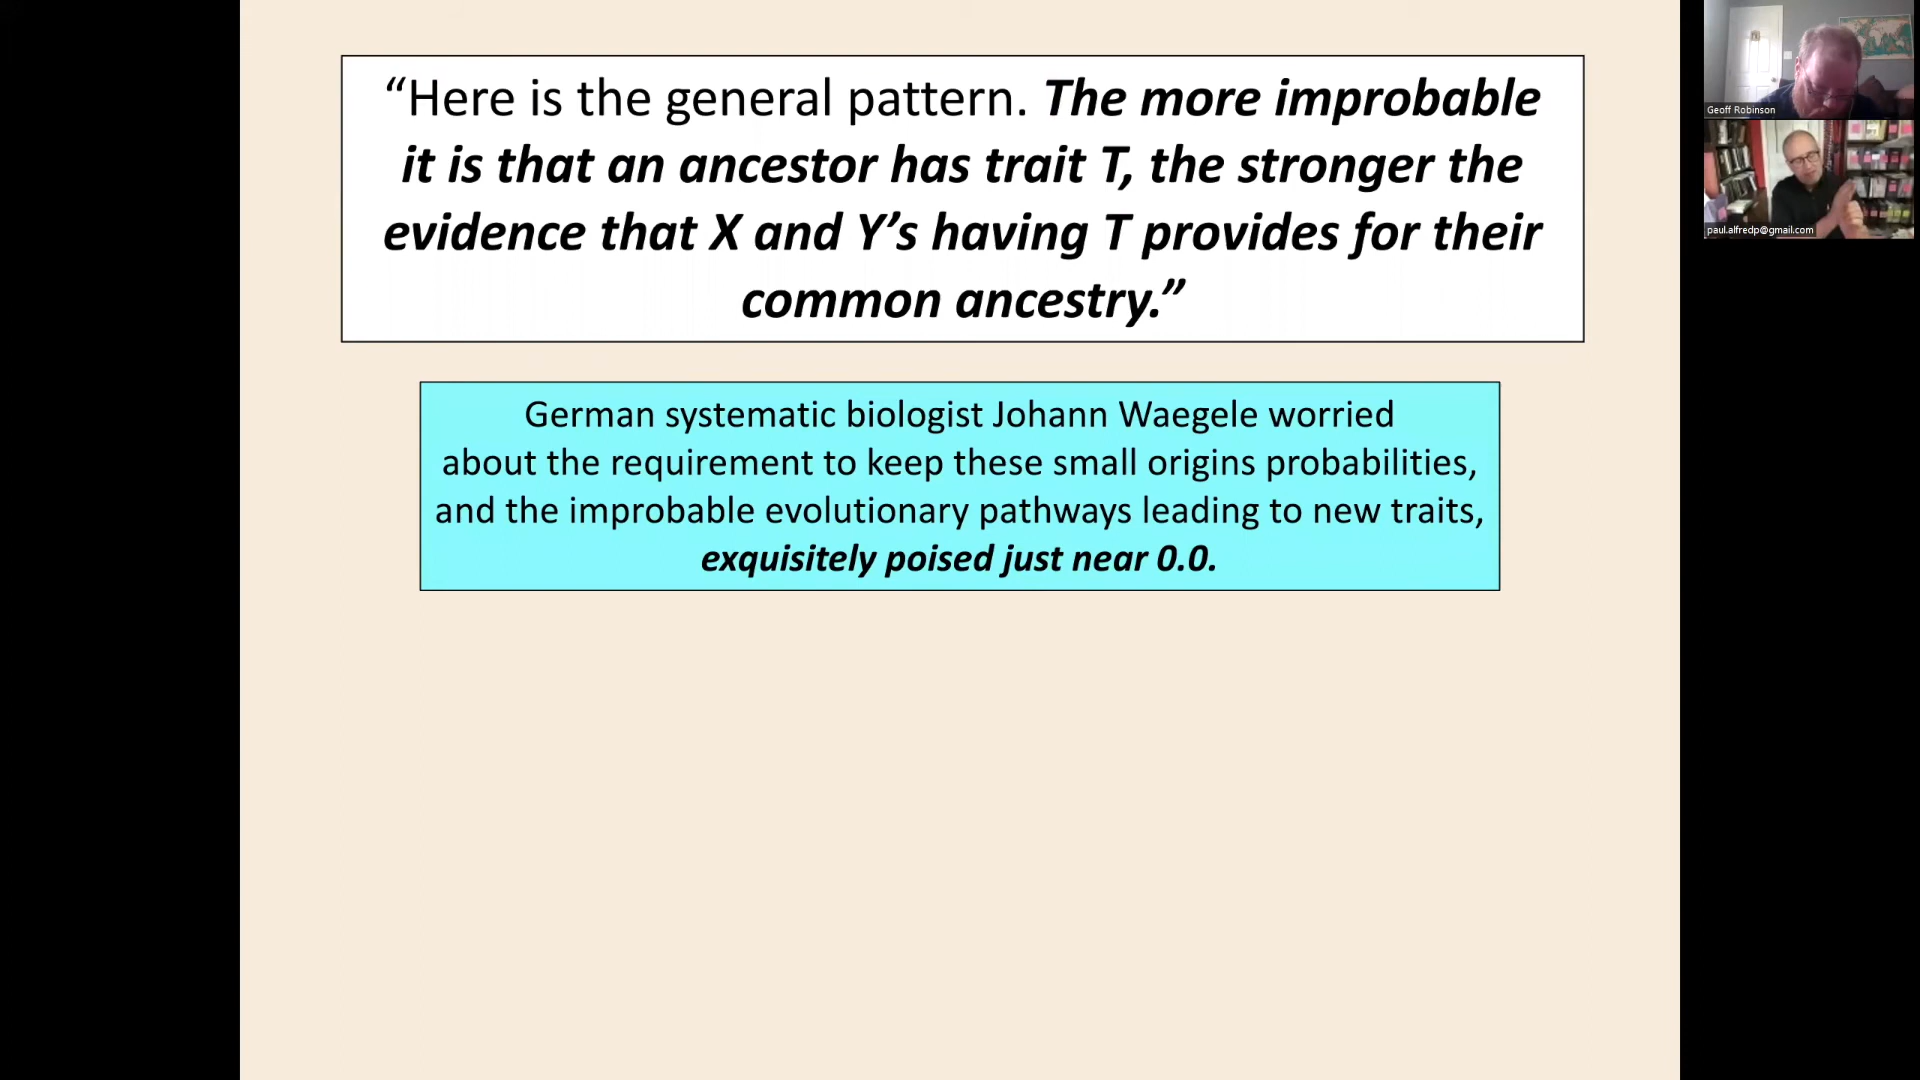 “Here is the general pattern. The more improbable
it is that an ancestor has trait T, the stronger the
evidence that X and Y’s having T provides for their
common ancestry.”
German systematic biologist Johann Waegele worried
about the requirement to keep these small origins probabilities,
and the improbable evolutionary pathways leading to new traits,
exquisitely poised just near 0.0.
Geoff Robinson
paul.alfredp@gmail.com